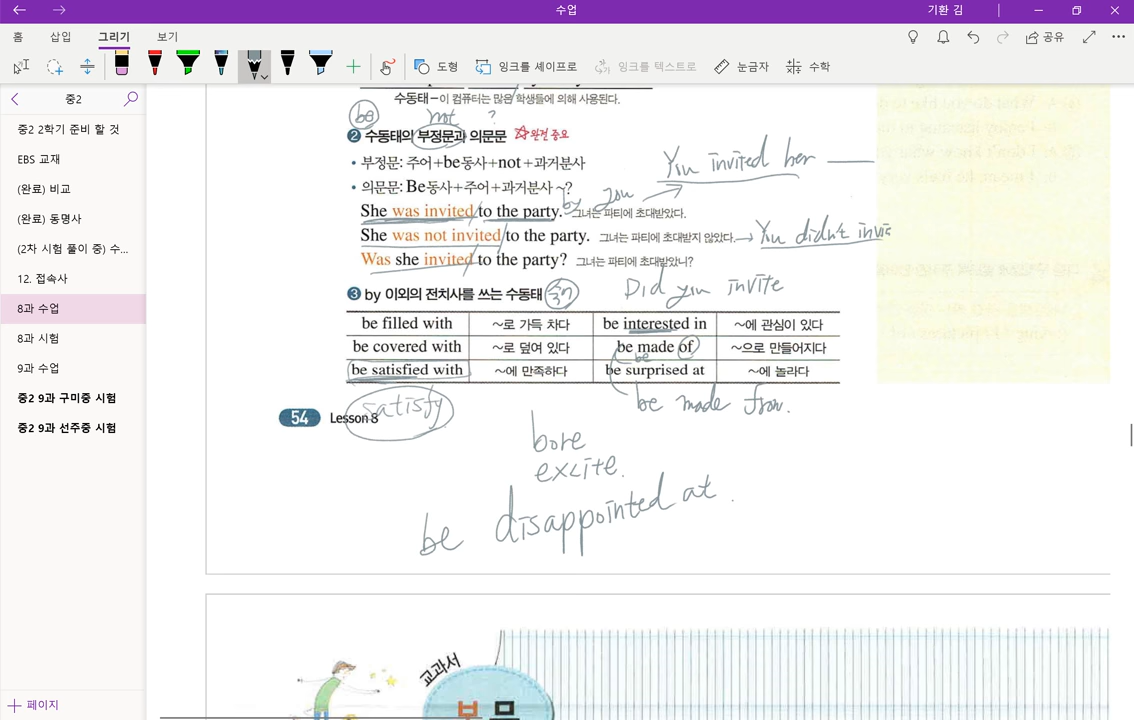 수업
기환 김
홈 삽입 그리기 보기
도형 잉크를 셰이프로 잉크를 텍스트로 눈금자 수학 공유
중2
중2 2학기 준비 할 것
EBS 교재
(완료) 비교
(완료) 동명사
(2차 시험 풀이 중) 수...
12. 접속사
8과 수업
8과 시험
9과 수업
중2 9과 구미중 시험
중2 9과 선주중 시험
페이지
수동태 – 이 컴퓨터는 많은 학생들에 의해 사용된다.
be not ?
2 수동태의 부정문과 의문문 ☆완전중요
• 부정문: 주어+be동사+not+과거분사
You invited her
• 의문문: Be동사+주어+과거분사 ~?
by you
She was invited to the party. 그녀는 파티에 초대받았다.
She was not invited to the party. 그녀는 파티에 초대받지 않았다. → You didn't invi
Was she invited to the party? 그녀는 파티에 초대받았니?
Did you invite
3 by 이외의 전치사를 쓰는 수동태
be filled with ~로 가득 차다 be interested in ~에 관심이 있다
be covered with ~로 덮여 있다 be made of ~으로 만들어지다
be
be satisfied with ~에 만족하다 be surprised at ~에 놀라다
satisfy be made from.
54 Lesson 8
bore
excite.
be disappointed at.
교과서
본문